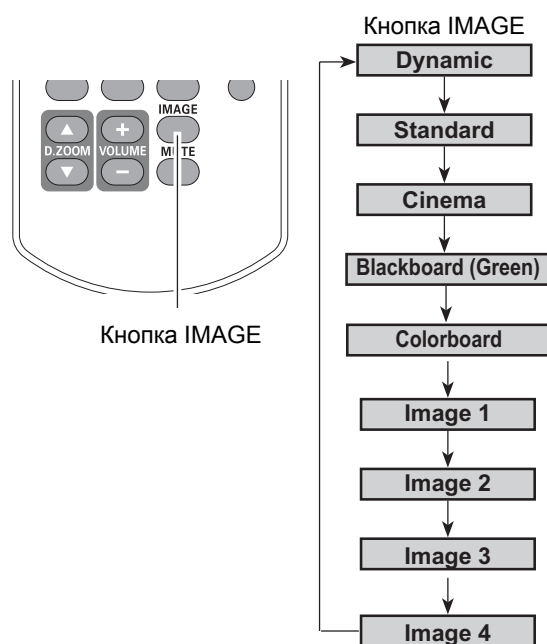 Кнопка IMAGE
Dynamic
Standard
Cinema
Blackboard (Green)
Colorboard
Image 1
Image 2
Image 3
Image 4
IMAGE
D.ZOOM
VOLUME
MUTE
Кнопка IMAGE